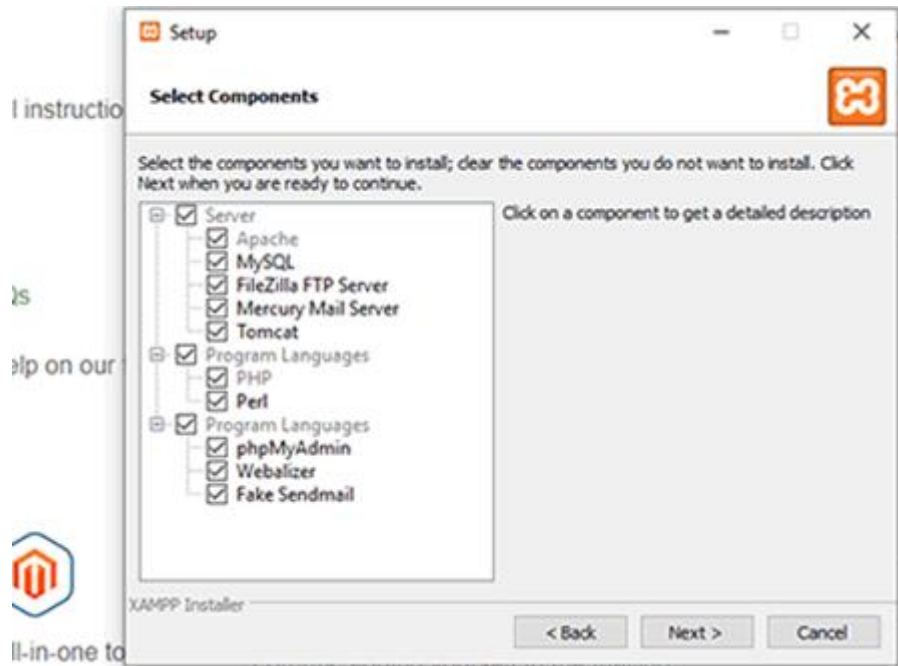 Setup
Select Components
l instructio
Select the components you want to install; clear the components you do not want to install. Click
Next when you are ready to continue.
Server
Apache
MySQL
FileZilla FTP Server
Mercury Mail Server
Tomcat
Program Languages
PHP
Perl
Program Languages
phpMyAdmin
Webalizer
Fake Sendmail
Click on a component to get a detailed description
Qs
elp on our
XAMPP Installer
< Back
Next >
Cancel
ll-in-one to